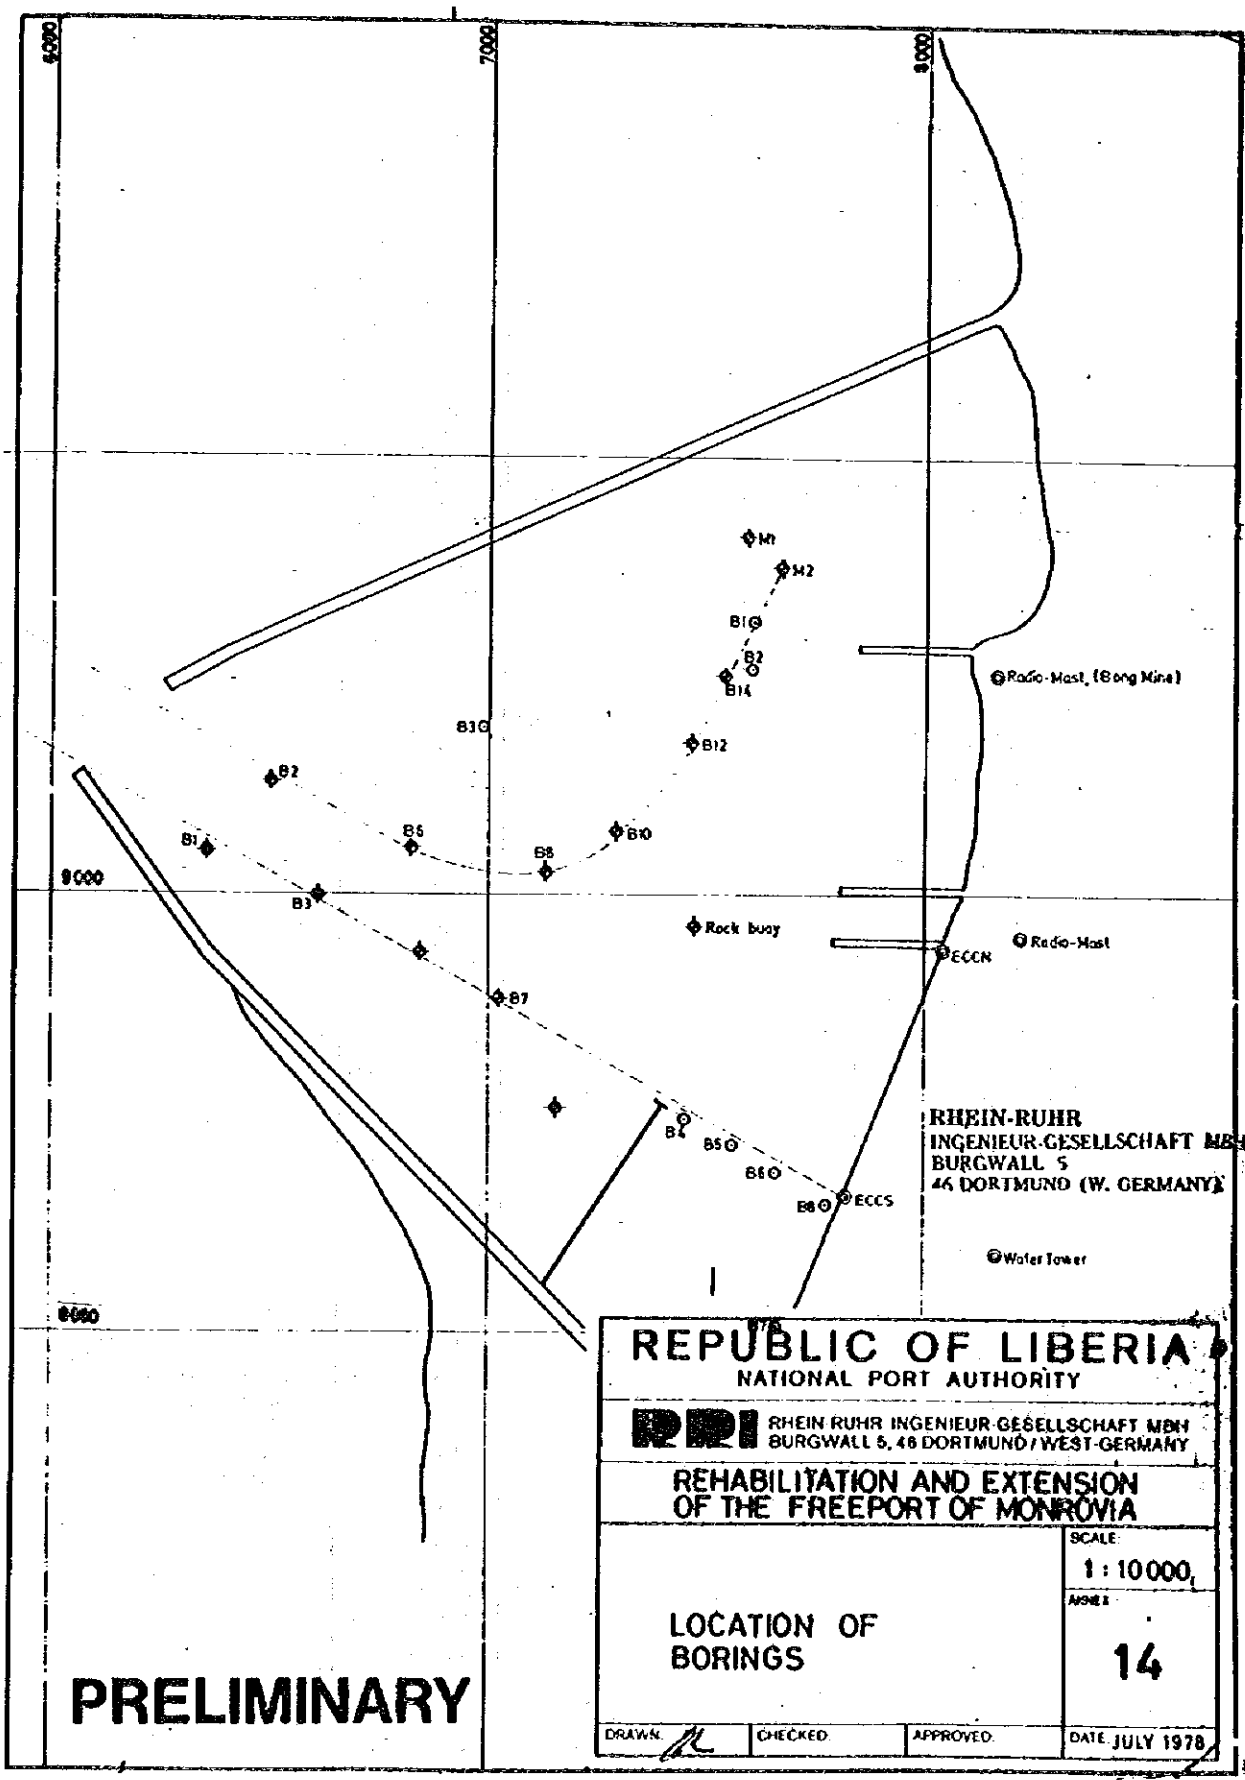 6000
7000
8000
M1
M2
B1
B2
B14
Radio-Mast, (Bong Mine)
B3
B12
B2
B1
B5
B10
B8
9000
B3
Rock buoy
Radio-Mast
ECCN
B7
RHEIN-RUHR
INGENIEUR-GESELLSCHAFT MBH
BURGWALL 5
46 DORTMUND (W. GERMANY)
B4
B5
B6
B8
ECCS
Water Tower
REPUBLIC OF LIBERIA
NATIONAL PORT AUTHORITY
RRI
RHEIN RUHR INGENIEUR-GESELLSCHAFT MBH
BURGWALL 5, 46 DORTMUND / WEST-GERMANY
REHABILITATION AND EXTENSION
OF THE FREEPORT OF MONROVIA
SCALE:
1 : 10 000
ANNEX
14
LOCATION OF
BORINGS
PRELIMINARY
DRAWN:
CHECKED:
APPROVED:
DATE: JULY 1978